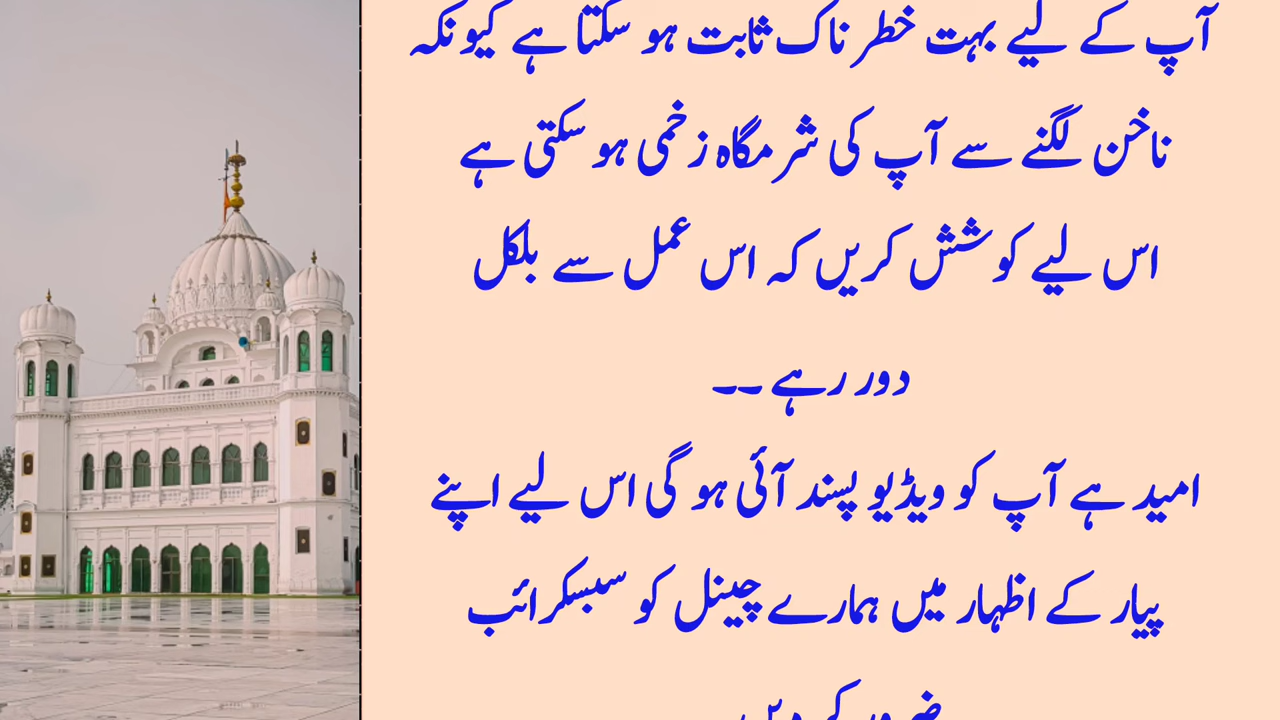 آپ کے لیے بہت خطرناک ثابت ہو سکتا ہے کیونکہ
ناخن لگنے سے آپ کی شرمگاہ زخمی ہو سکتی ہے
اس لیے کوشش کریں کہ اس عمل سے بلکل
دور رہے ۔۔
امید ہے آپ کو ویڈیو پسند آئی ہو گی اس لیے اپنے
پیار کے اظہار میں ہمارے چینل کو سبسکرائب